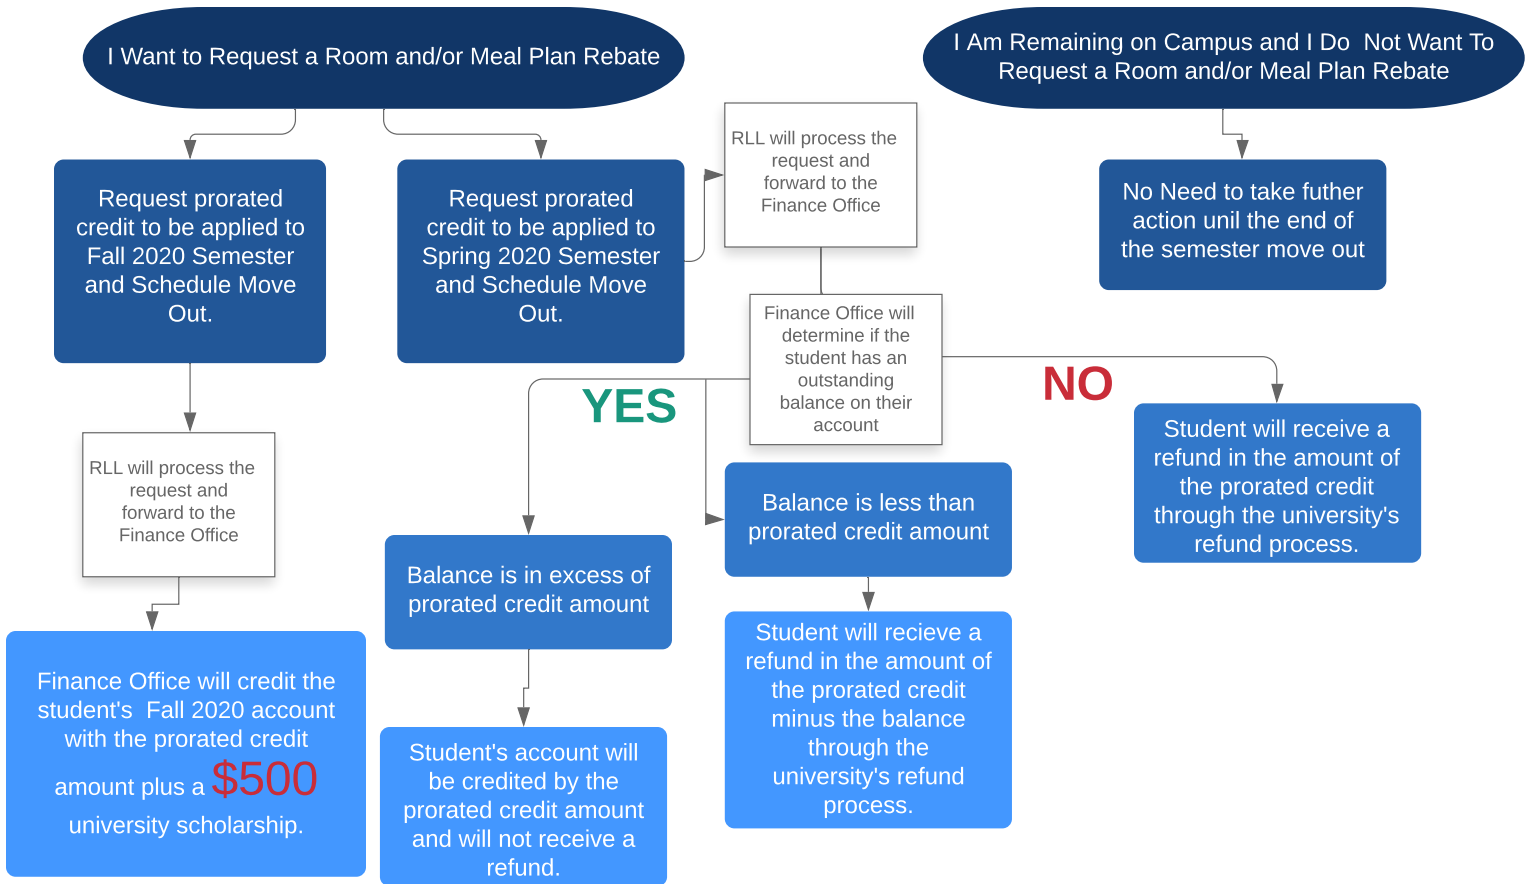 I Want to Request a Room and/or Meal Plan Rebate
I Am Remaining on Campus and I Do  Not Want To
Request a Room and/or Meal Plan Rebate
Request prorated
credit to be applied to
Fall 2020 Semester
and Schedule Move
Out.
Request prorated
credit to be applied to
Spring 2020 Semester
and Schedule Move
Out.
RLL will process the
request and
forward to the
Finance Office
No Need to take futher
action unil the end of
the semester move out
Finance Office will
determine if the
student has an
outstanding
balance on their
account
YES
NO
RLL will process the
request and
forward to the
Finance Office
Balance is in excess of
prorated credit amount
Balance is less than
prorated credit amount
Student will receive a
refund in the amount of
the prorated credit
through the university's
refund process.
Finance Office will credit the
student's  Fall 2020 account
with the prorated credit
amount plus a $500
university scholarship.
Student's account will
be credited by the
prorated credit amount
and will not receive a
refund.
Student will recieve a
refund in the amount of
the prorated credit
minus the balance
through the
university's refund
process.